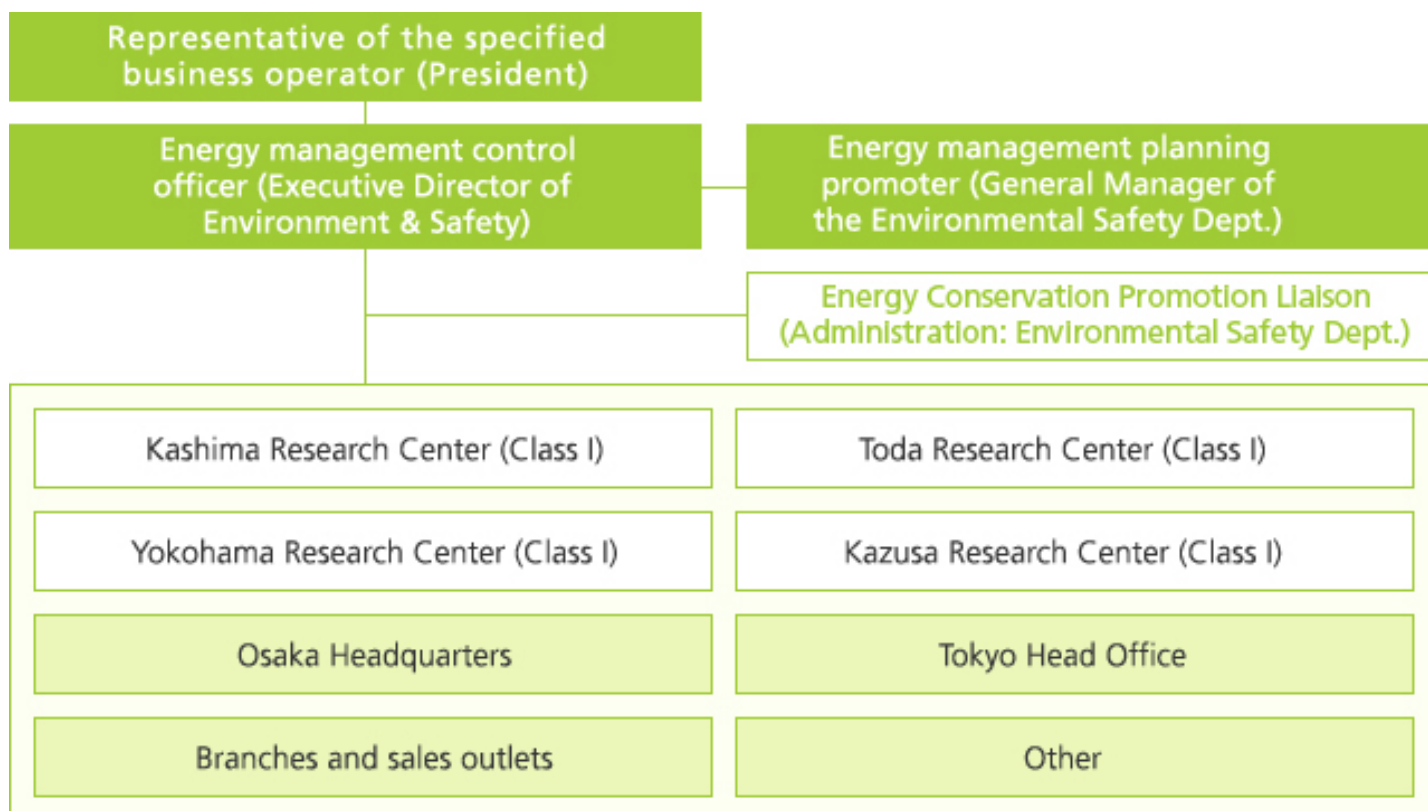 Representative of the specified
business operator (President)
Energy management control
officer (Executive Director of
Environment & Safety)
Energy management planning
promoter (General Manager of
the Environmental Safety Dept.)
Energy Conservation Promotion Liaison
(Administration: Environmental Safety Dept.)
Kashima Research Center (Class I)
Toda Research Center (Class I)
Yokohama Research Center (Class I)
Kazusa Research Center (Class I)
Osaka Headquarters
Tokyo Head Office
Branches and sales outlets
Other